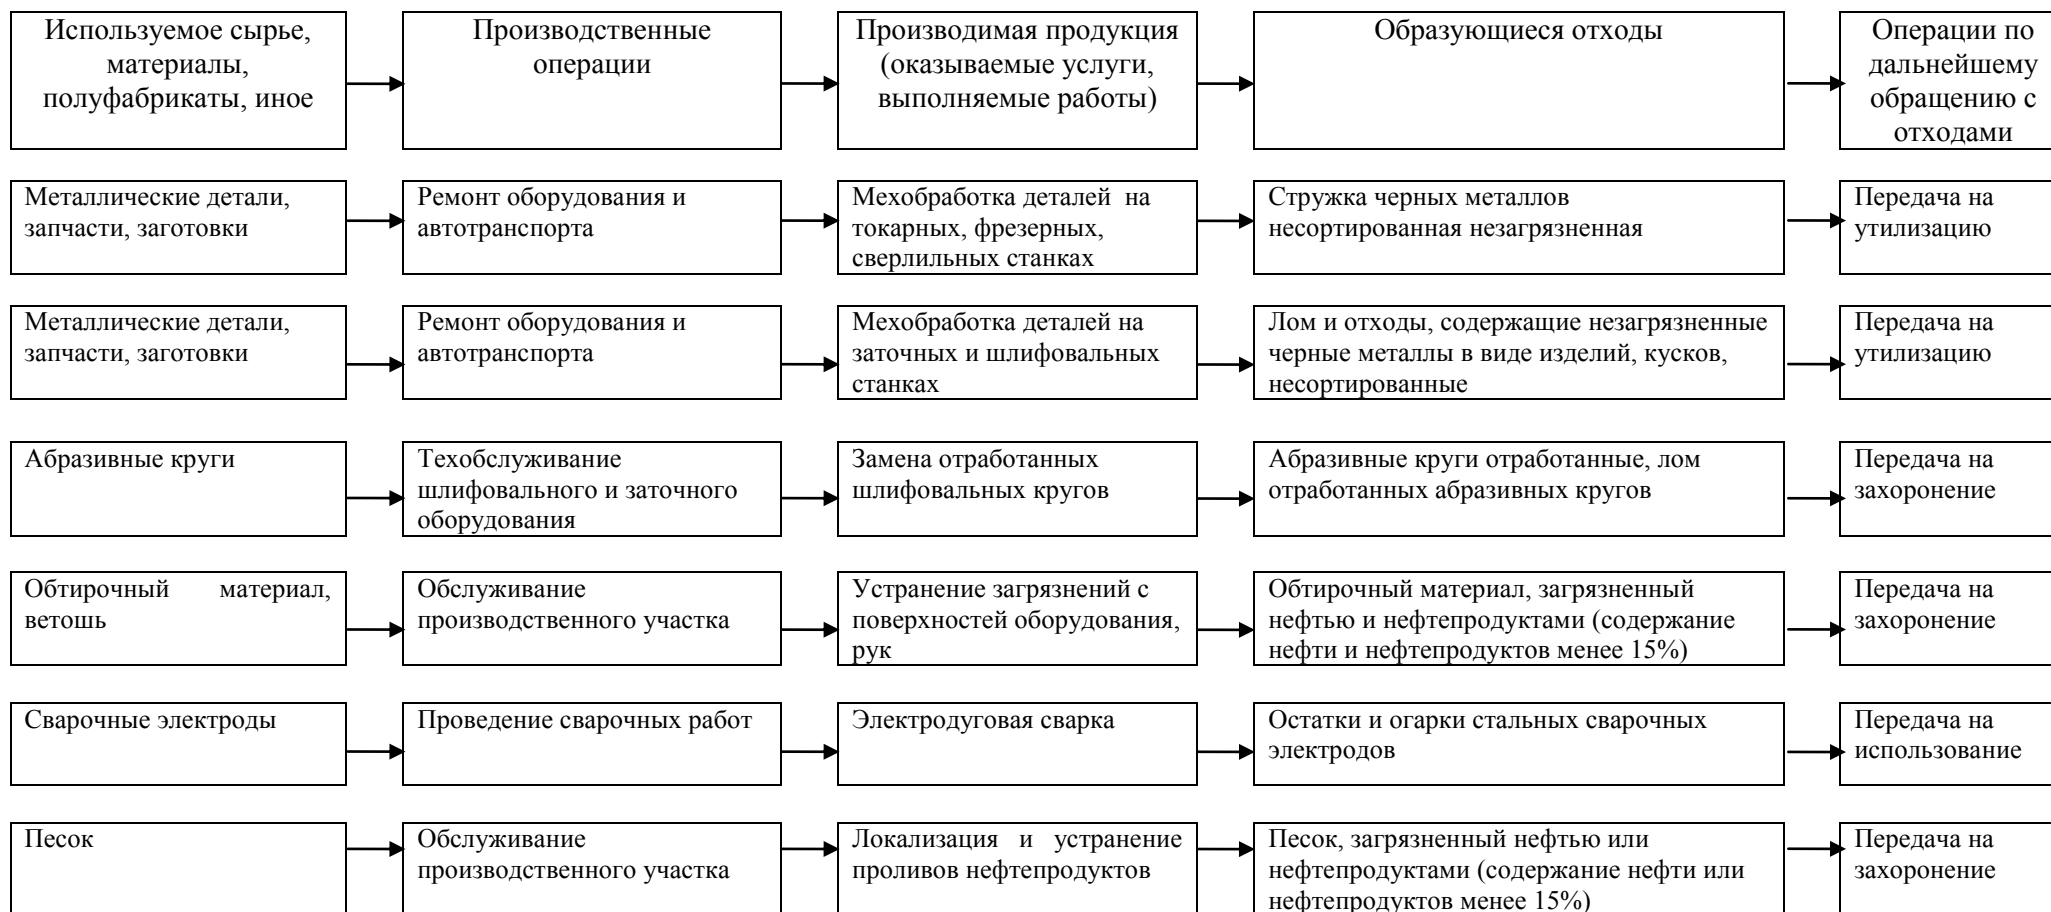 Используемое сырье,
материалы,
полуфабрикаты, иное
Производственные
операции
Производимая продукция
(оказываемые услуги,
выполняемые работы)
Образующиеся отходы
Операции по
дальнейшему
обращению с
отходами
Металлические детали,
запчасти, заготовки
Ремонт оборудования и
автотранспорта
Мехобработка деталей на
токарных, фрезерных,
сверлильных станках
Стружка черных металлов
несортированная незагрязненная
Передача на
утилизацию
Металлические детали,
запчасти, заготовки
Ремонт оборудования и
автотранспорта
Мехобработка деталей на
заточных и шлифовальных
станках
Лом и отходы, содержащие незагрязненные
черные металлы в виде изделий, кусков,
несортированные
Передача на
утилизацию
Абразивные круги
Техобслуживание
шлифовального и заточного
оборудования
Замена отработанных
шлифовальных кругов
Абразивные круги отработанные, лом
отработанных абразивных кругов
Передача на
захоронение
Обтирочный материал,
ветошь
Обслуживание
производственного участка
Устранение загрязнений с
поверхностей оборудования,
рук
Обтирочный материал, загрязненный
нефтью и нефтепродуктами (содержание
нефти и нефтепродуктов менее 15%)
Передача на
захоронение
Сварочные электроды
Проведение сварочных работ
Электродуговая сварка
Остатки и огарки стальных сварочных
электродов
Передача на
использование
Песок
Обслуживание
производственного участка
Локализация и устранение
проливов нефтепродуктов
Песок, загрязненный нефтью или
нефтепродуктами (содержание нефти или
нефтепродуктов менее 15%)
Передача на
захоронение